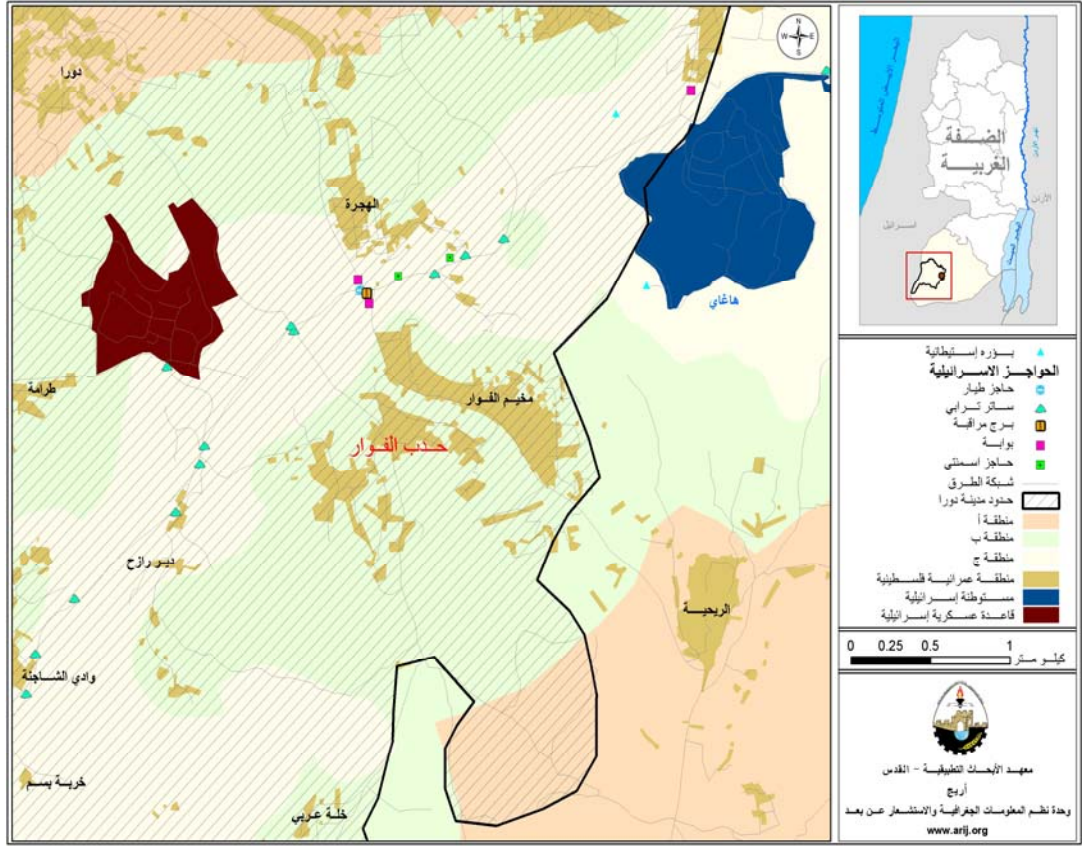 دورا
الهجرة
هاغاي
طرامة
مخيم الفوار
حدب الفوار
دير رازح
الريحية
وادي الشاجنة
خربة بسم
خلة عربي
N
W
E
S
البحر الأبيض المتوسط
الضفة
الغربية
نهر الأردن
الأردن
اسرائيل
البحر الميت
بؤره إستيطانية
الحواجز الاسرائيلية
حاجز طيار
ساتر ترابي
برج مراقبة
بوابة
حاجز اسمنتي
شبكة الطرق
حدود مدينة دورا
منطقة أ
منطقة ب
منطقة ج
منطقة عمرانية فلسطينية
مستوطنة إسرائيلية
قاعدة عسكرية إسرائيلية
0 0.25 0.5 1
كيلو متر
معهد الأبحاث التطبيقية - القدس
أريج
وحدة نظم المعلومات الجغرافية والاستشعار عن بعد
www.arij.org